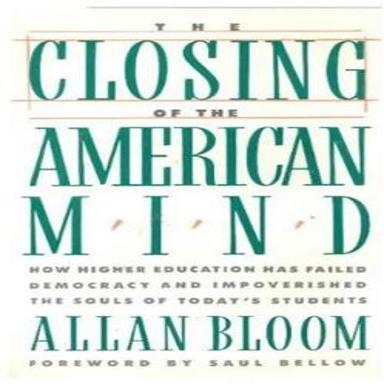 THE
CLOSING
OF THE
AMERICAN
M I N D
HOW HIGHER EDUCATION HAS FAILED
DEMOCRACY AND IMPOVERISHED
THE SOULS OF TODAY'S STUDENTS
ALLAN BLOOM
FOREWORD BY SAUL BELLOW